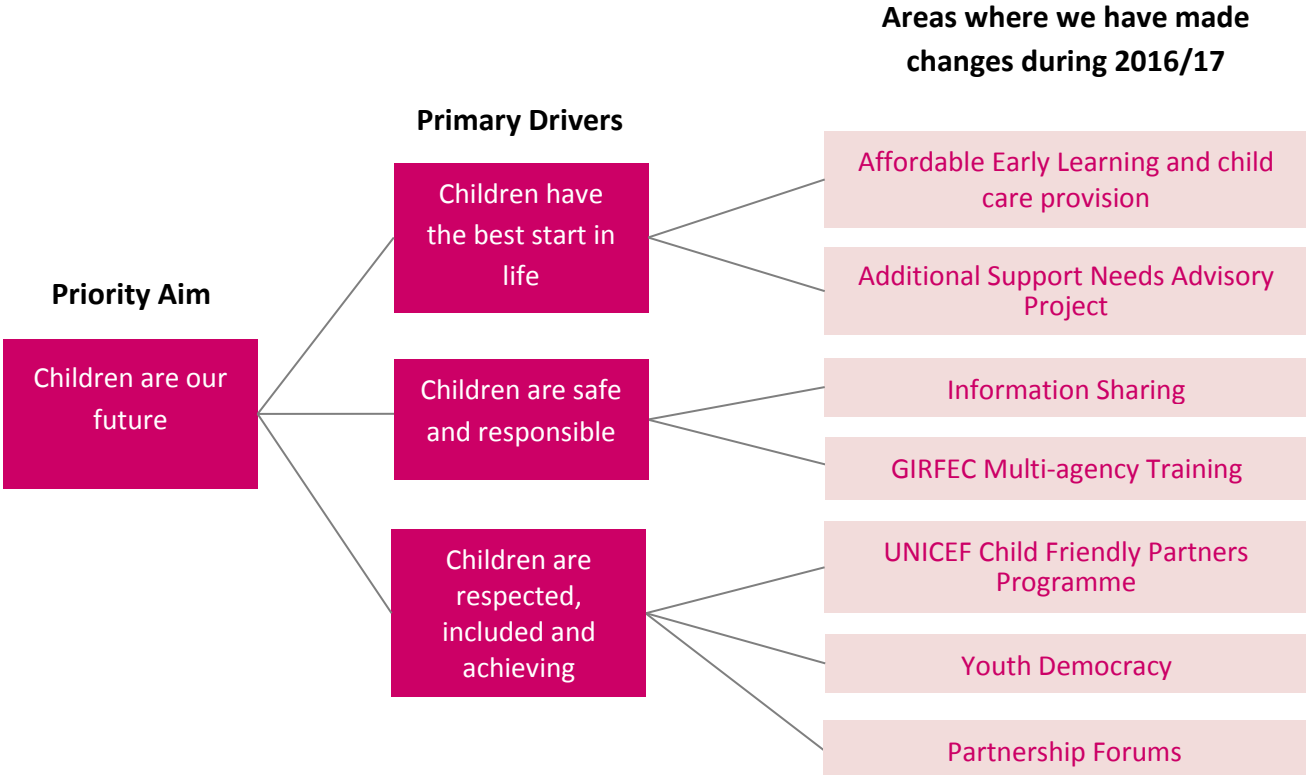 Areas where we have made
changes during 2016/17
Primary Drivers
Priority Aim
Children are our
future
Children have
the best start in
life
Children are safe
and responsible
Children are
respected,
included and
achieving
Affordable Early Learning and child
care provision
Additional Support Needs Advisory
Project
Information Sharing
GIRFEC Multi-agency Training
UNICEF Child Friendly Partners
Programme
Youth Democracy
Partnership Forums